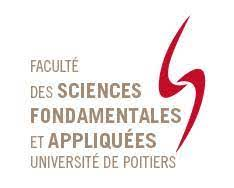 FACULTÉ
DES SCIENCES
FONDAMENTALES
ET APPLIQUÉES
UNIVERSITÉ DE POITIERS